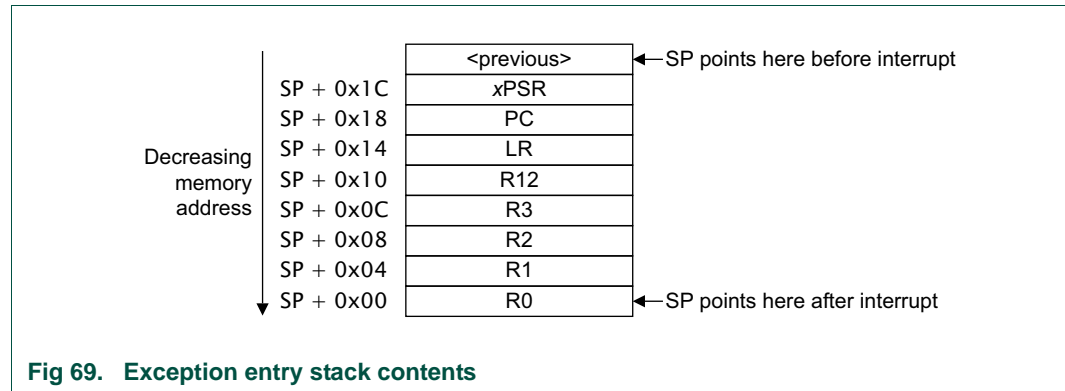 <previous> SP points here before interrupt
SP + 0x1C xPSR
SP + 0x18 PC
SP + 0x14 LR
Decreasing memory address
SP + 0x10 R12
SP + 0x0C R3
SP + 0x08 R2
SP + 0x04 R1
SP + 0x00 R0 SP points here after interrupt
Fig 69. Exception entry stack contents